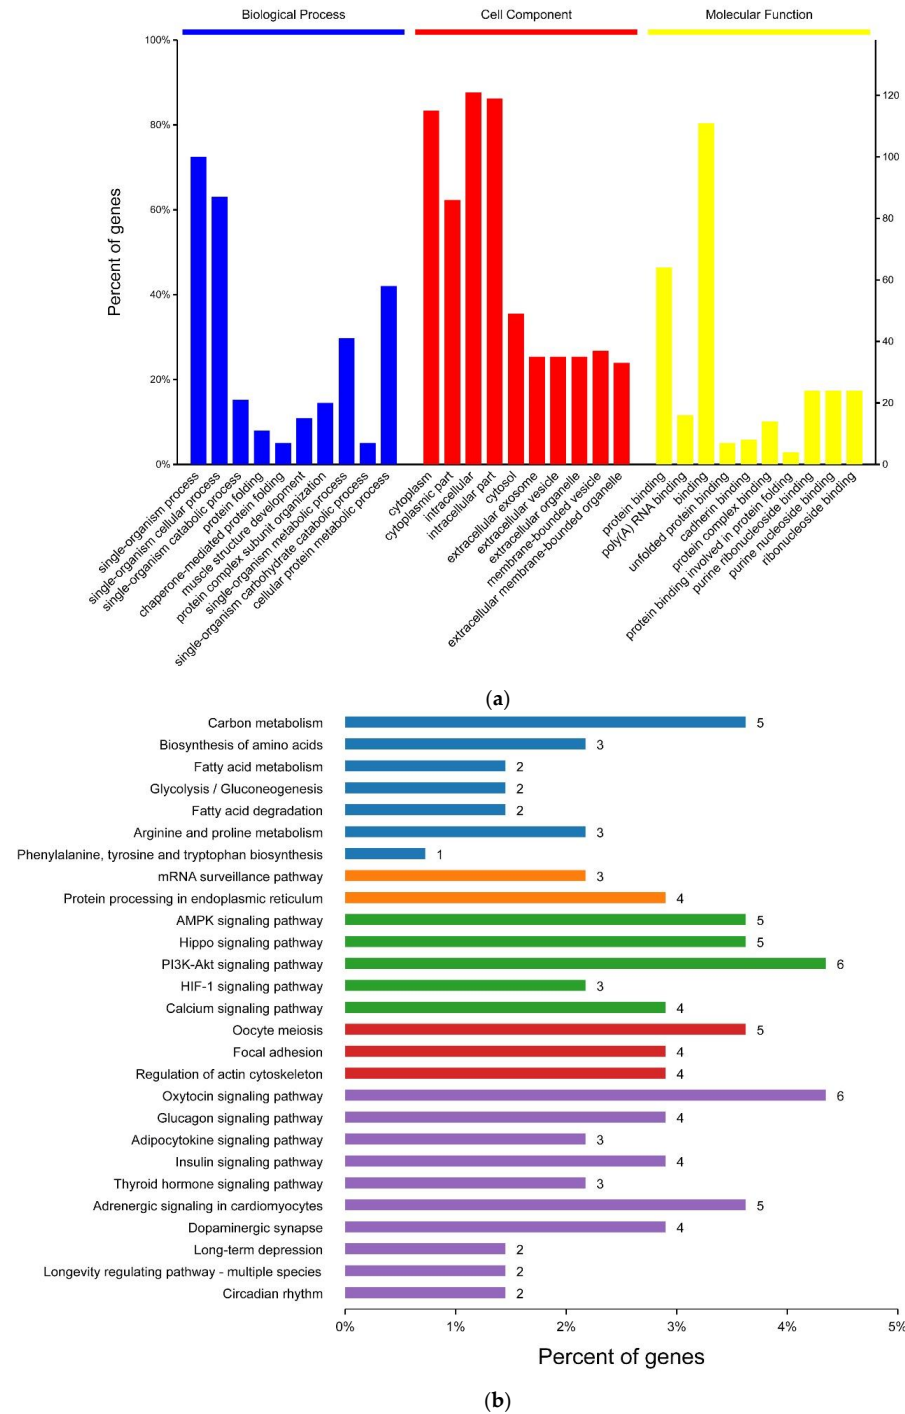 Biological Process Cell Component Molecular Function
100%
80%
60%
40%
20%
0%
Percent of genes
120
100
80
60
40
20
0
single-organism process
single-organism cellular process
single-organism catabolic process
protein folding
chaperone-mediated protein folding
muscle structure development
protein complex subunit organization
single-organism metabolic process
single-organism carbohydrate catabolic process
cellular protein metabolic process
cytoplasm
cytoplasmic part
intracellular
intracellular part
cytosol
extracellular exosome
extracellular vesicle
extracellular organelle
membrane-bounded vesicle
extracellular membrane-bounded organelle
protein binding
poly(A) RNA binding
binding
unfolded protein binding
cadherin binding
protein complex binding
protein binding involved in protein folding
purine ribonucleoside binding
purine nucleoside binding
ribonucleoside binding
(a)
Carbon metabolism 5
Biosynthesis of amino acids 3
Fatty acid metabolism 2
Glycolysis / Gluconeogenesis 2
Fatty acid degradation 2
Arginine and proline metabolism 3
Phenylalanine, tyrosine and tryptophan biosynthesis 1
mRNA surveillance pathway 3
Protein processing in endoplasmic reticulum 4
AMPK signaling pathway 5
Hippo signaling pathway 5
PI3K-Akt signaling pathway 6
HIF-1 signaling pathway 3
Calcium signaling pathway 4
Oocyte meiosis 5
Focal adhesion 4
Regulation of actin cytoskeleton 4
Oxytocin signaling pathway 6
Glucagon signaling pathway 4
Adipocytokine signaling pathway 3
Insulin signaling pathway 4
Thyroid hormone signaling pathway 3
Adrenergic signaling in cardiomyocytes 5
Dopaminergic synapse 4
Long-term depression 2
Longevity regulating pathway - multiple species 2
Circadian rhythm 2
0% 1% 2% 3% 4% 5%
Percent of genes
(b)